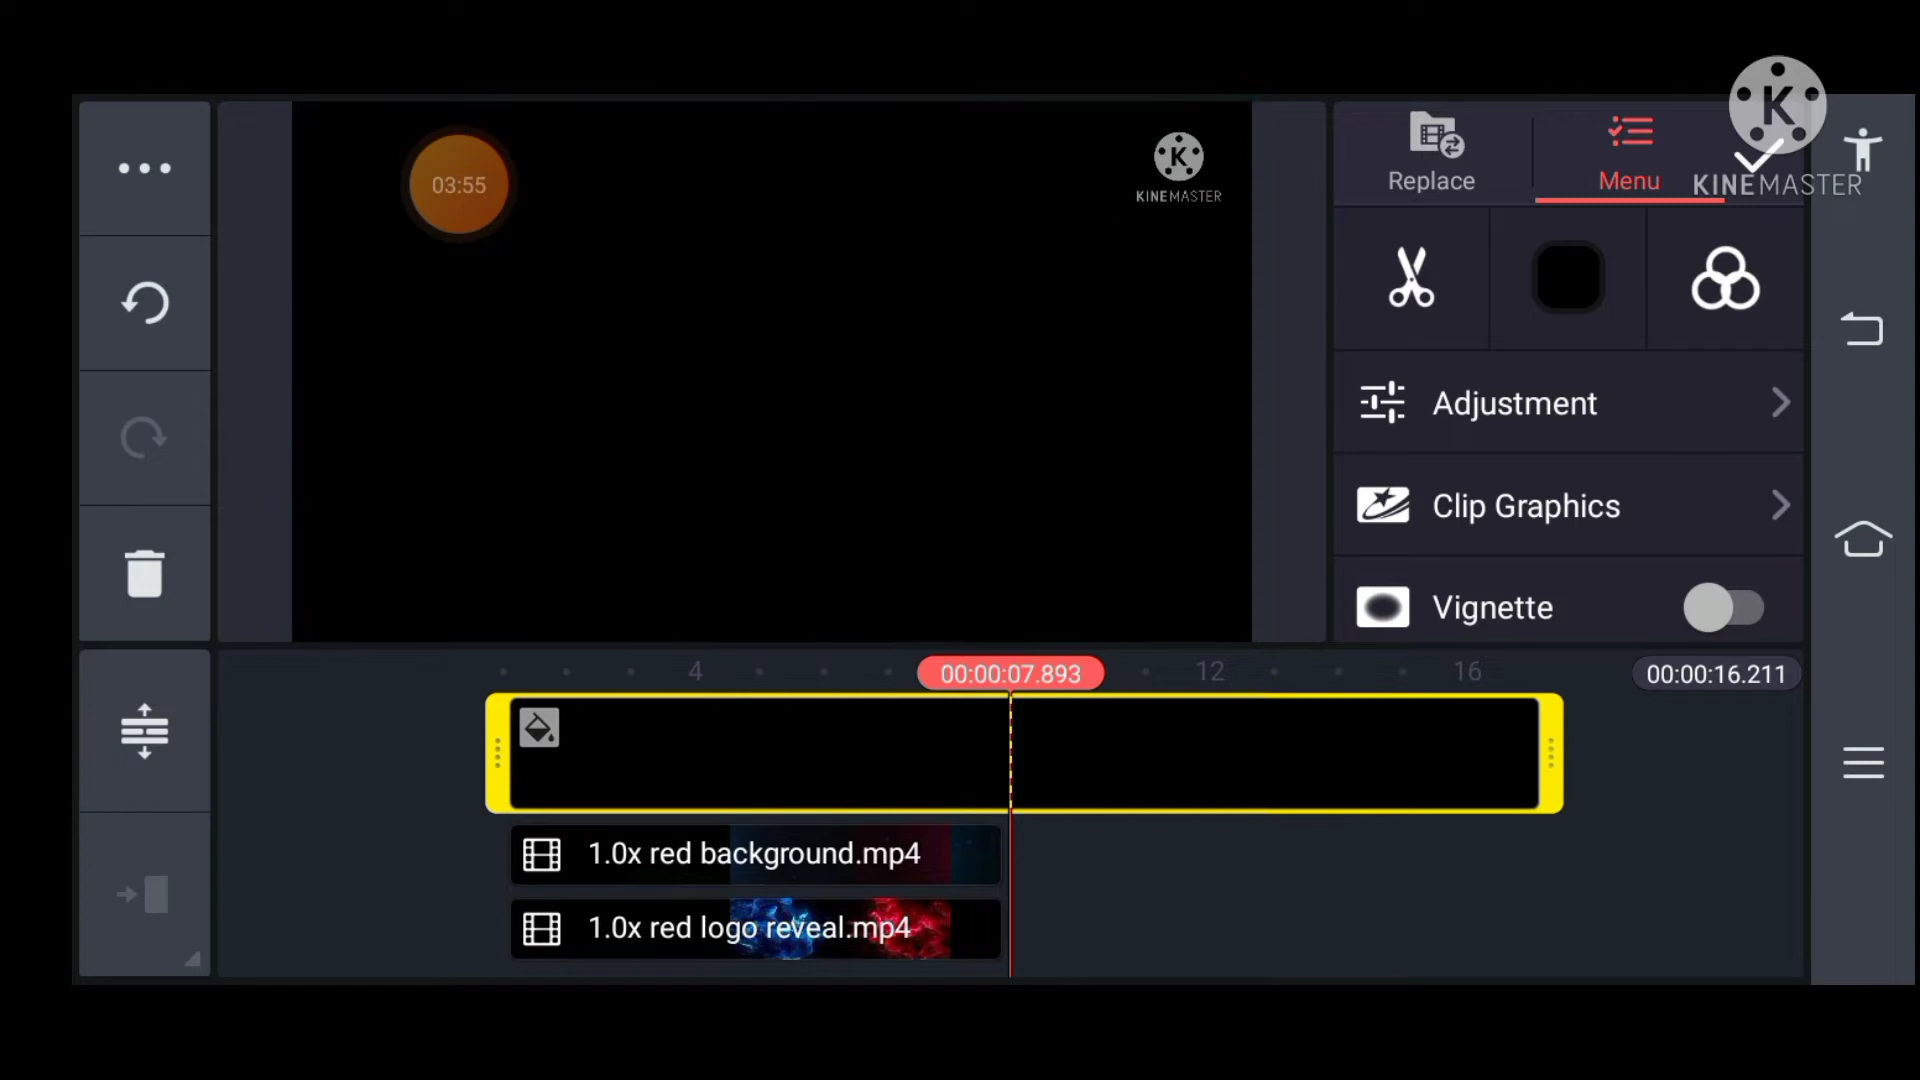 03:55
K
KINEMASTER
Replace
Menu
K
KINEMASTER
Adjustment
Clip Graphics
Vignette
4
00:00:07.893
12
16
00:00:16.211
1.0x red background.mp4
1.0x red logo reveal.mp4